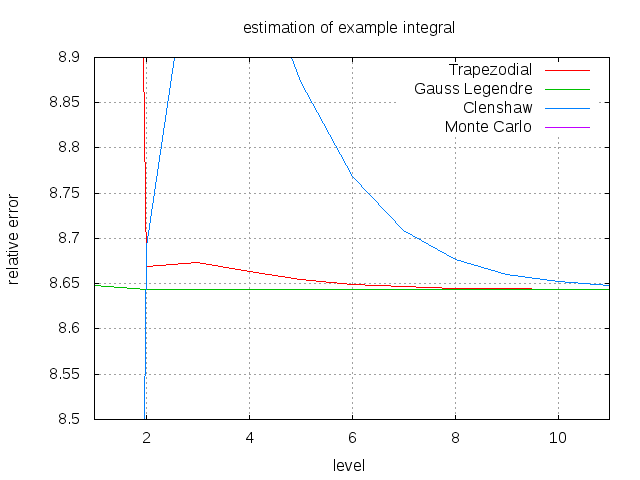 estimation of example integral
Trapezodial
Gauss Legendre
Clenshaw
Monte Carlo
8.9
8.85
8.8
8.75
8.7
8.65
8.6
8.55
8.5
relative error
2 4 6 8 10
level